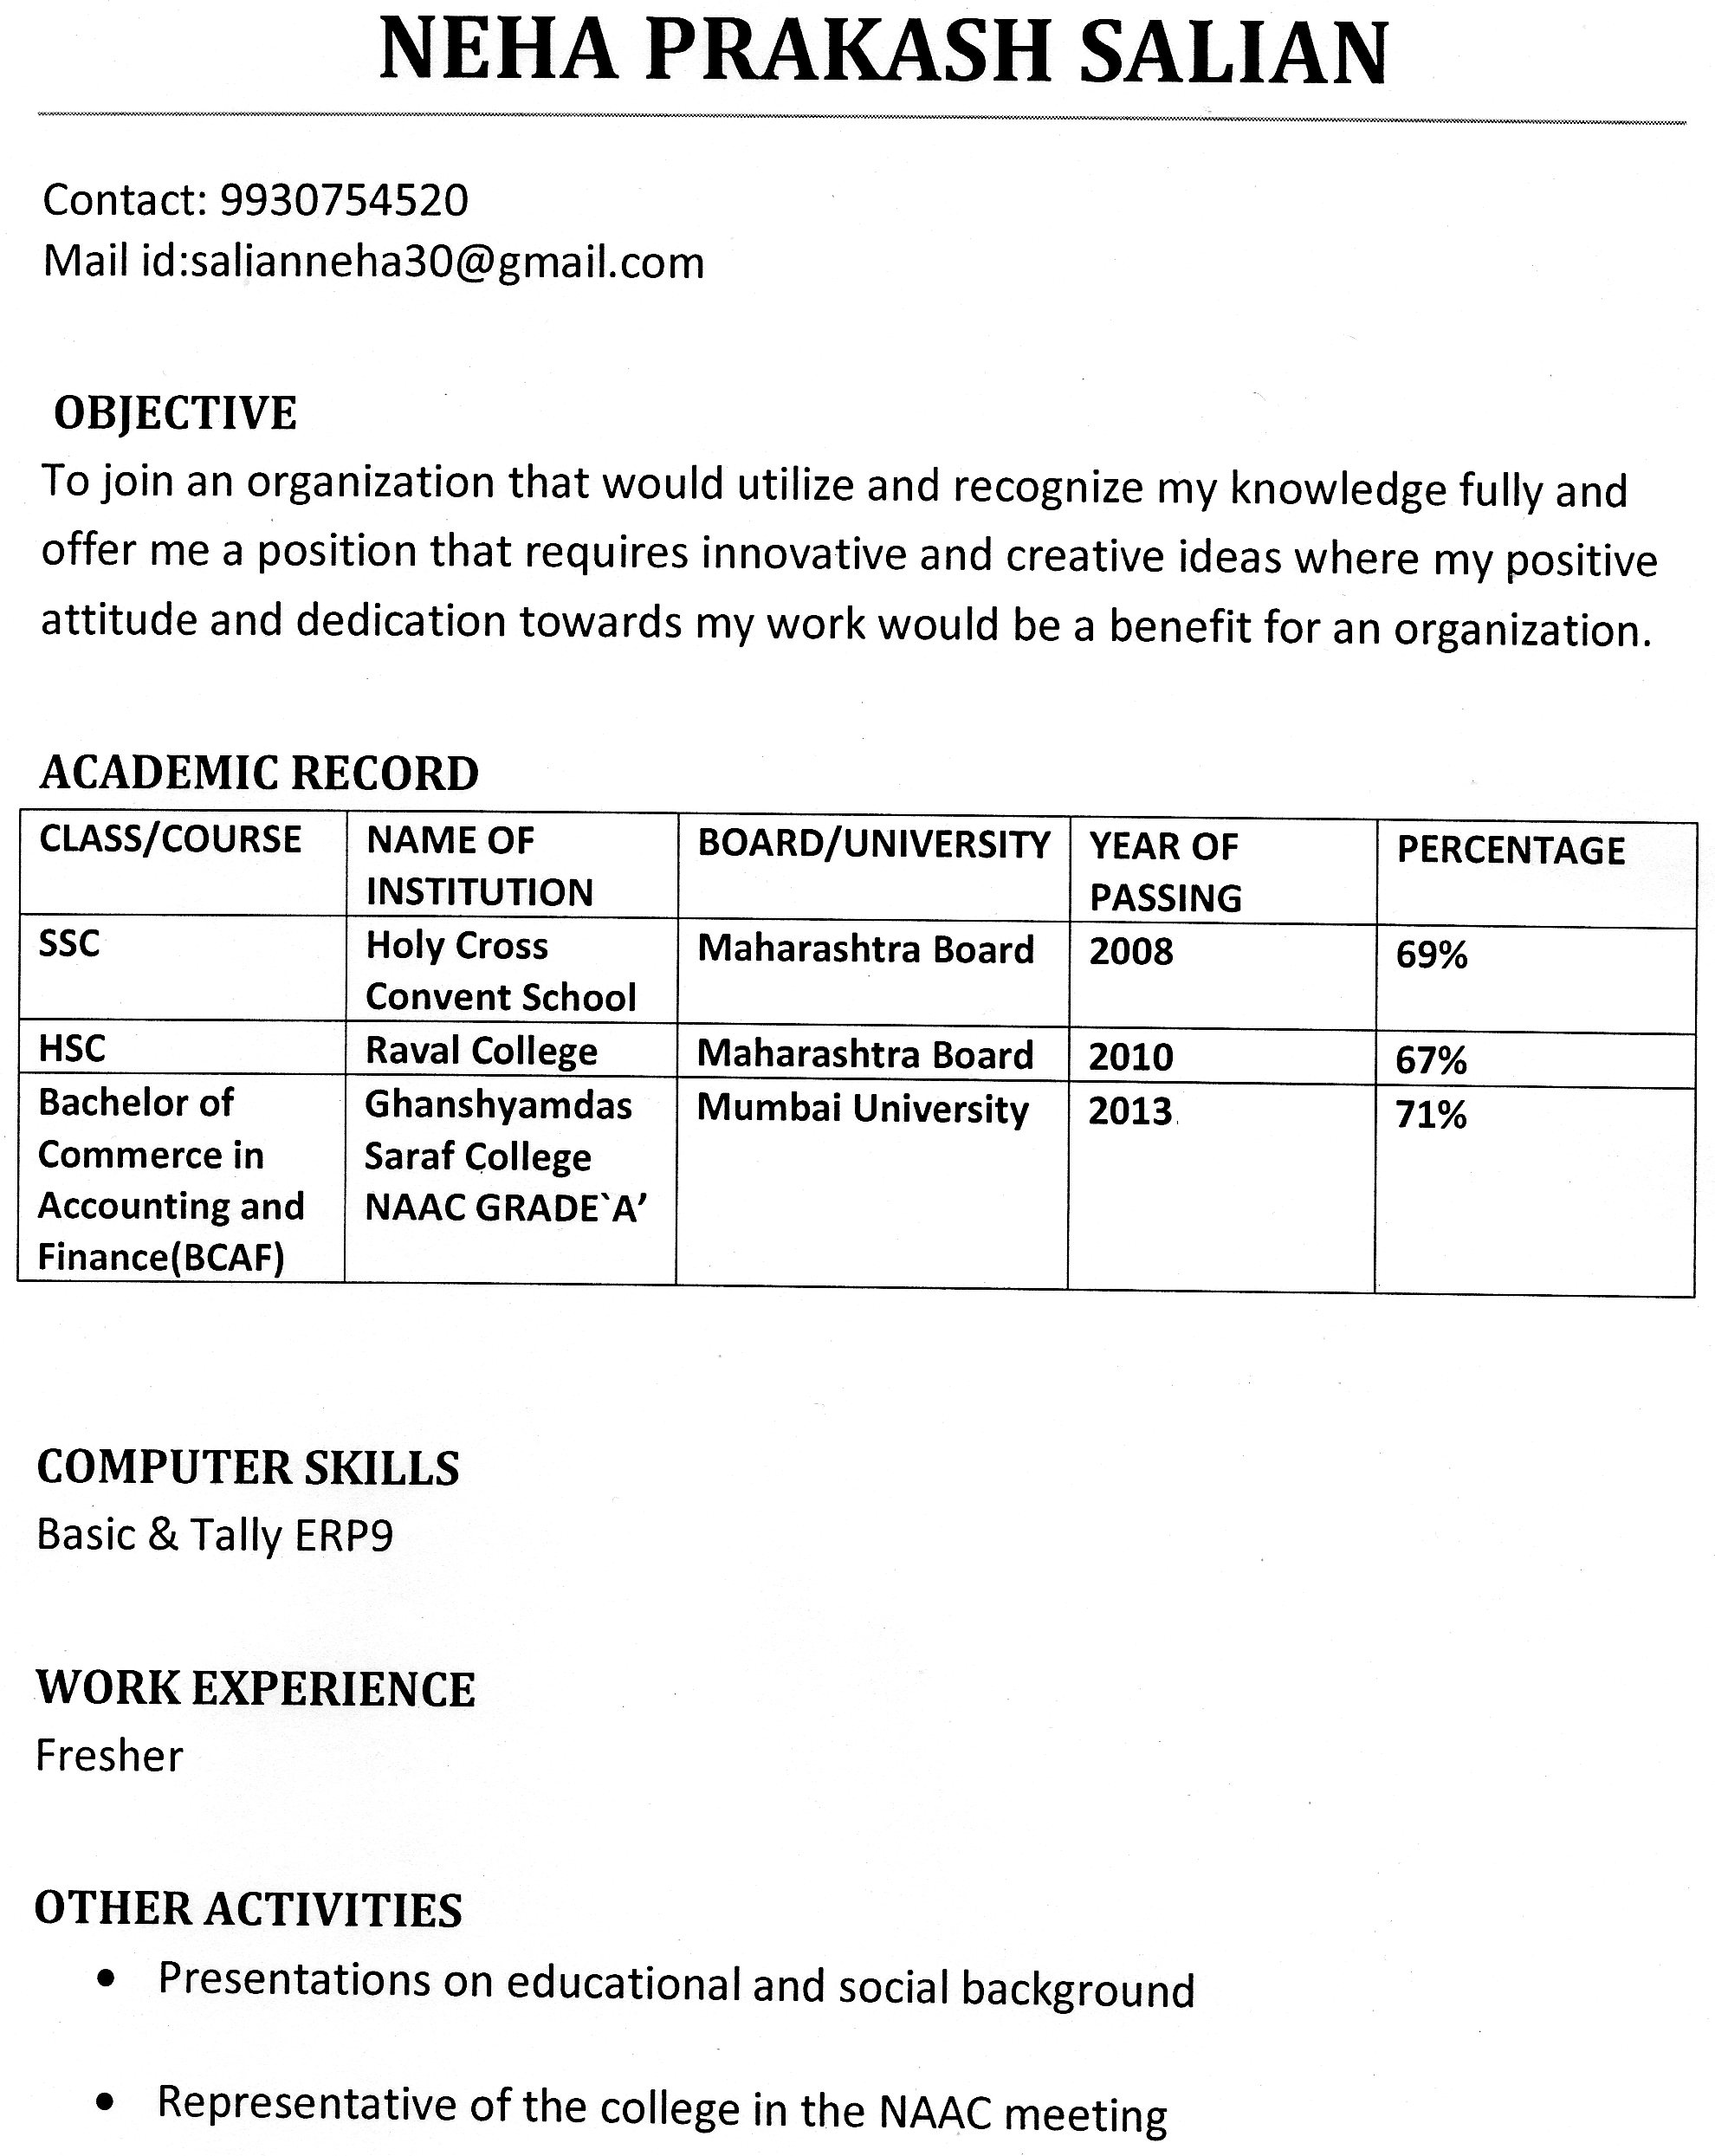 NEHA PRAKASH SALIAN
Contact: 9930754520
Mail id:salianneha30@gmail.com
OBJECTIVE
To join an organization that would utilize and recognize my knowledge fully and
offer me a position that requires innovative and creative ideas where my positive
attitude and dedication towards my work would be a benefit for an organization.
ACADEMIC RECORD
CLASS/COURSE NAME OF INSTITUTION BOARD/UNIVERSITY YEAR OF PASSING PERCENTAGE
SSC Holy Cross Convent School Maharashtra Board 2008 69%
HSC Raval College Maharashtra Board 2010 67%
Bachelor of Commerce in Accounting and Finance(BCAF) Ghanshyamdas Saraf College NAAC GRADE`A’ Mumbai University 2013 71%
COMPUTER SKILLS
Basic & Tally ERP9
WORK EXPERIENCE
Fresher
OTHER ACTIVITIES
• Presentations on educational and social background
• Representative of the college in the NAAC meeting